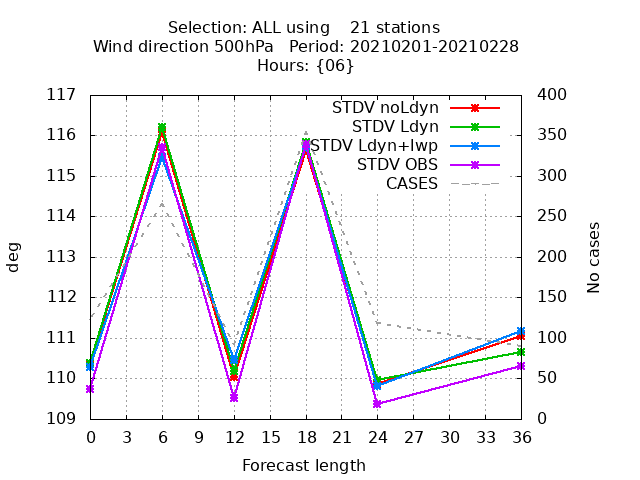 Selection: ALL using 21 stations
Wind direction 500hPa Period: 20210201-20210228
Hours: {06}
117 400
STDV noLdyn
116 350
STDV Ldyn
STDV Ldyn+lwp
115 300
STDV OBS
CASES
114 250
113 200
112 150
111 100
110 50
109 0
deg
No cases
0 3 6 9 12 15 18 21 24 27 30 33 36
Forecast length